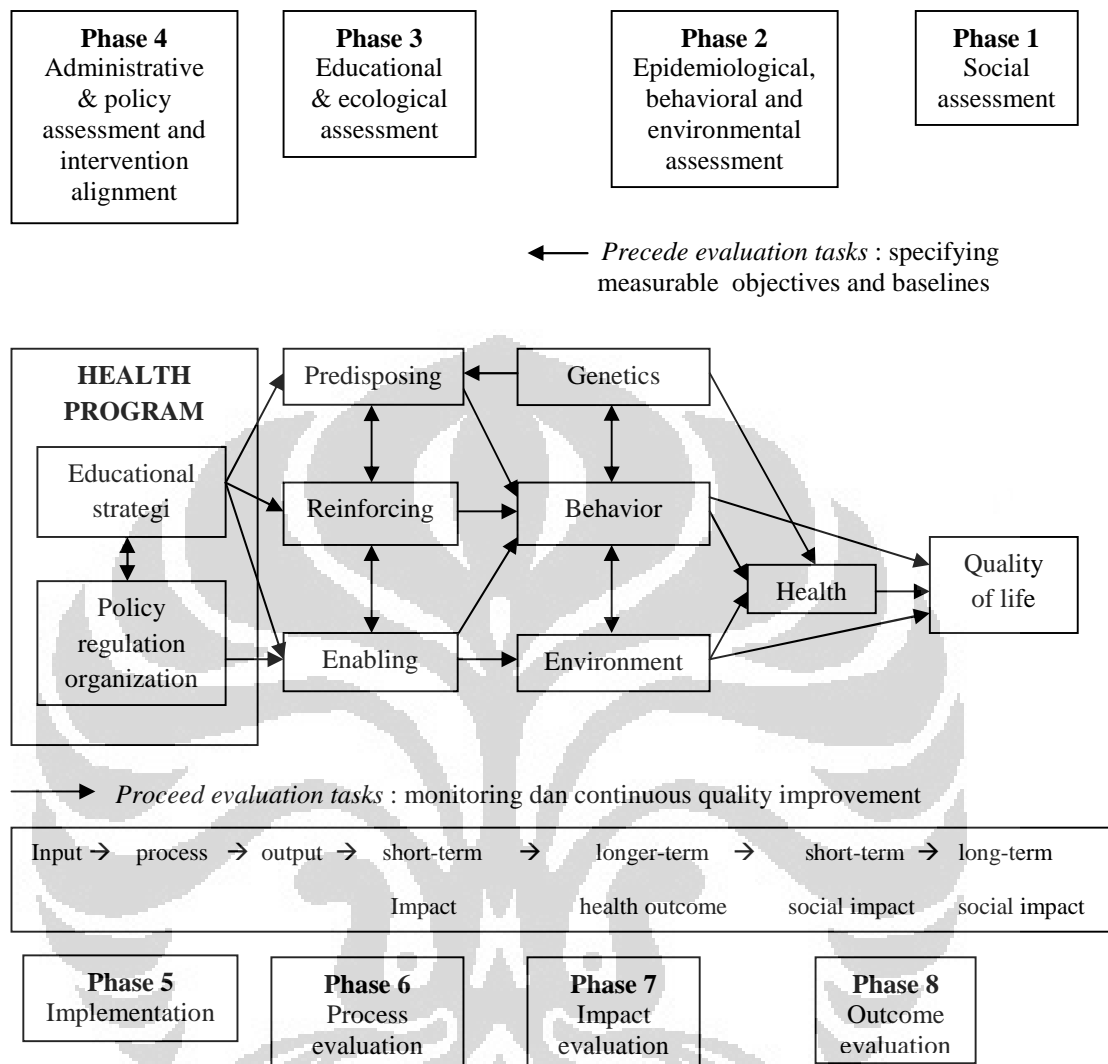 Phase 4
Administrative
& policy
assessment and
intervention
alignment
Phase 3
Educational
& ecological
assessment
Phase 2
Epidemiological,
behavioral and
environmental
assessment
Phase 1
Social
assessment
Precede evaluation tasks : specifying
measurable objectives and baselines
HEALTH
PROGRAM
Educational
strategi
Policy
regulation
organization
Predisposing
Reinforcing
Enabling
Genetics
Behavior
Environment
Health
Quality
of life
Proceed evaluation tasks : monitoring dan continuous quality improvement
Input → process → output → short-term → longer-term → short-term → long-term
Impact health outcome social impact social impact
Phase 5
Implementation
Phase 6
Process
evaluation
Phase 7
Impact
evaluation
Phase 8
Outcome
evaluation